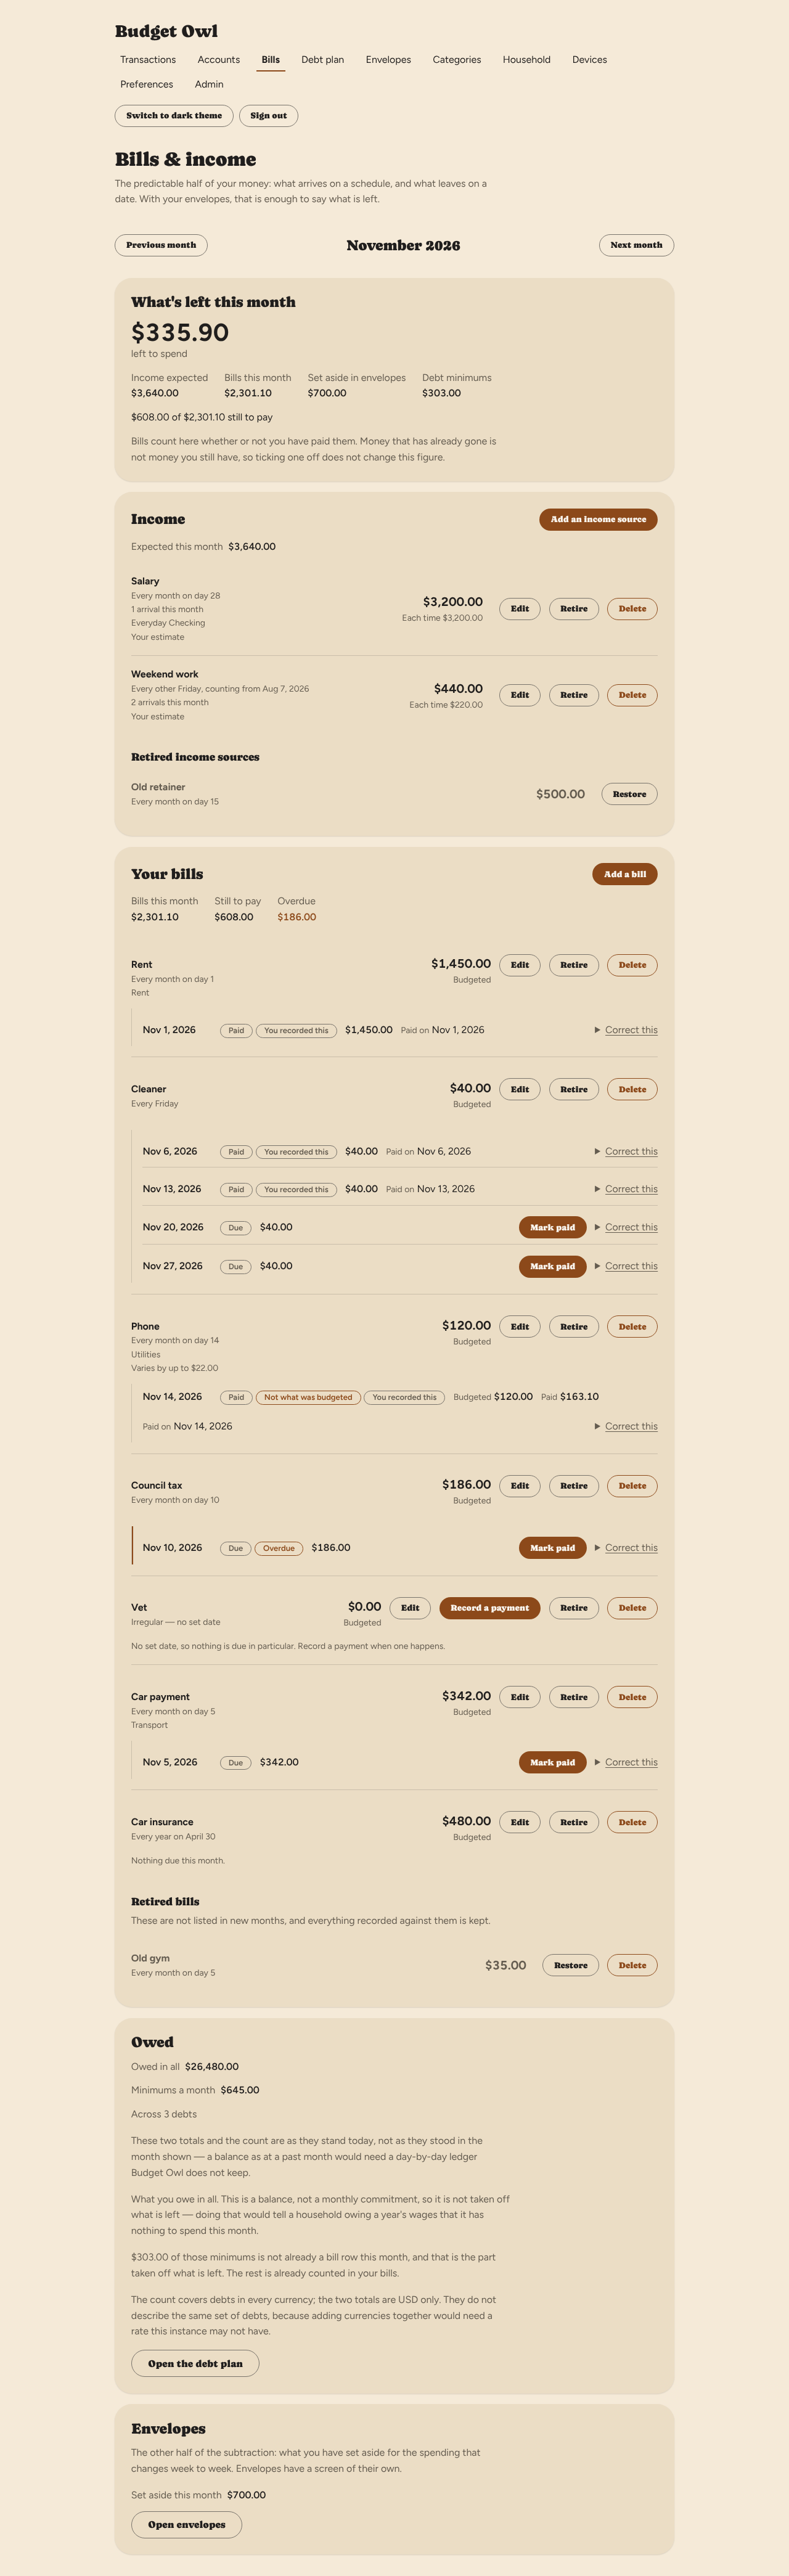 Budget Owl
Transactions Accounts Bills Debt plan Envelopes Categories Household Devices
Preferences Admin
Switch to dark theme Sign out
Bills & income
The predictable half of your money: what arrives on a schedule, and what leaves on a
date. With your envelopes, that is enough to say what is left.
Previous month November 2026 Next month
What's left this month
$335.90
left to spend
Income expected Bills this month Set aside in envelopes Debt minimums
$3,640.00 $2,301.10 $700.00 $303.00
$608.00 of $2,301.10 still to pay
Bills count here whether or not you have paid them. Money that has already gone is
not money you still have, so ticking one off does not change this figure.
Income Add an income source
Expected this month $3,640.00
Salary
Every month on day 28
1 arrival this month
Everyday Checking
Your estimate
$3,200.00 Edit Retire Delete
Each time $3,200.00
Weekend work
Every other Friday, counting from Aug 7, 2026
2 arrivals this month
Your estimate
$440.00 Edit Retire Delete
Each time $220.00
Retired income sources
Old retainer
Every month on day 15
$500.00 Restore
Your bills Add a bill
Bills this month Still to pay Overdue
$2,301.10 $608.00 $186.00
Rent
Every month on day 1
Rent
$1,450.00 Edit Retire Delete
Budgeted
Nov 1, 2026 Paid You recorded this $1,450.00 Paid on Nov 1, 2026 ▶ Correct this
Cleaner
Every Friday
$40.00 Edit Retire Delete
Budgeted
Nov 6, 2026 Paid You recorded this $40.00 Paid on Nov 6, 2026 ▶ Correct this
Nov 13, 2026 Paid You recorded this $40.00 Paid on Nov 13, 2026 ▶ Correct this
Nov 20, 2026 Due $40.00 Mark paid ▶ Correct this
Nov 27, 2026 Due $40.00 Mark paid ▶ Correct this
Phone
Every month on day 14
Utilities
Varies by up to $22.00
$120.00 Edit Retire Delete
Budgeted
Nov 14, 2026 Paid Not what was budgeted You recorded this Budgeted $120.00 Paid $163.10
Paid on Nov 14, 2026 ▶ Correct this
Council tax
Every month on day 10
$186.00 Edit Retire Delete
Budgeted
Nov 10, 2026 Due Overdue $186.00 Mark paid ▶ Correct this
Vet
Irregular — no set date
$0.00 Edit Record a payment Retire Delete
Budgeted
No set date, so nothing is due in particular. Record a payment when one happens.
Car payment
Every month on day 5
Transport
$342.00 Edit Retire Delete
Budgeted
Nov 5, 2026 Due $342.00 Mark paid ▶ Correct this
Car insurance
Every year on April 30
$480.00 Edit Retire Delete
Budgeted
Nothing due this month.
Retired bills
These are not listed in new months, and everything recorded against them is kept.
Old gym
Every month on day 5
$35.00 Restore Delete
Owed
Owed in all $26,480.00
Minimums a month $645.00
Across 3 debts
These two totals and the count are as they stand today, not as they stood in the
month shown — a balance as at a past month would need a day-by-day ledger
Budget Owl does not keep.
What you owe in all. This is a balance, not a monthly commitment, so it is not taken off
what is left — doing that would tell a household owing a year's wages that it has
nothing to spend this month.
$303.00 of those minimums is not already a bill row this month, and that is the part
taken off what is left. The rest is already counted in your bills.
The count covers debts in every currency; the two totals are USD only. They do not
describe the same set of debts, because adding currencies together would need a
rate this instance may not have.
Open the debt plan
Envelopes
The other half of the subtraction: what you have set aside for the spending that
changes week to week. Envelopes have a screen of their own.
Set aside this month $700.00
Open envelopes